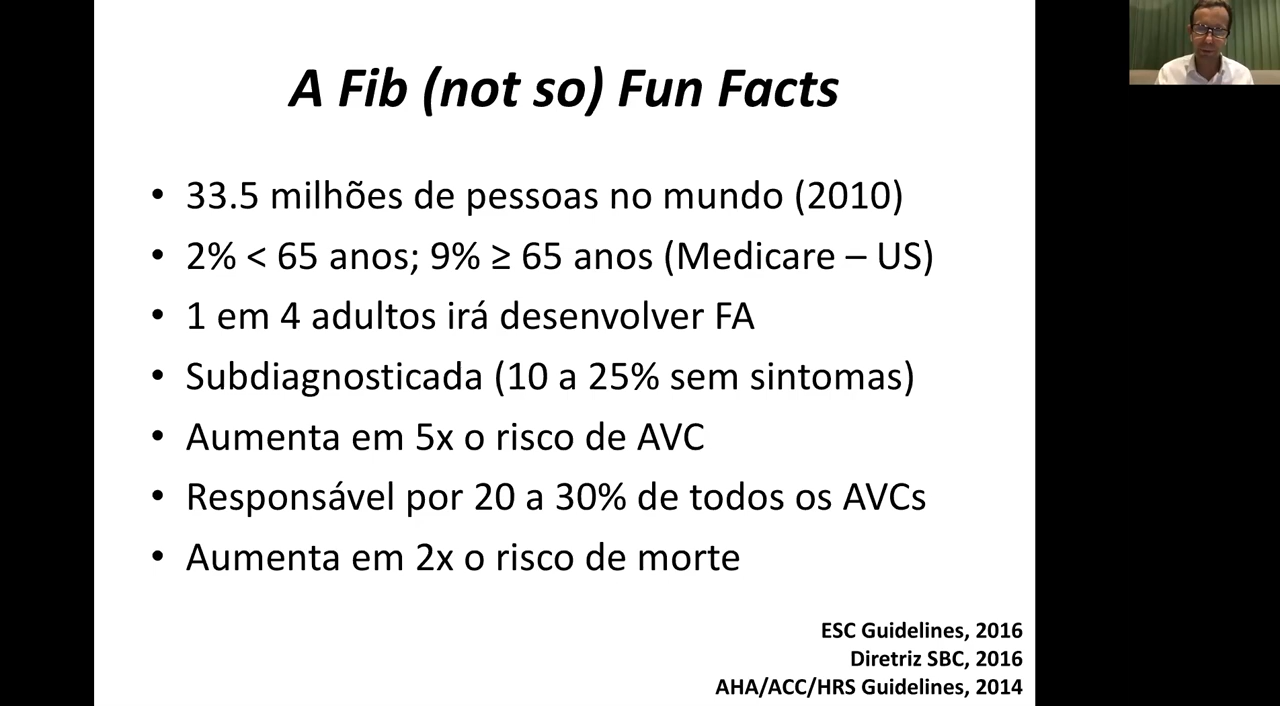 A Fib (not so) Fun Facts
• 33.5 milhões de pessoas no mundo (2010)
• 2% < 65 anos; 9% ≥ 65 anos (Medicare – US)
• 1 em 4 adultos irá desenvolver FA
• Subdiagnosticada (10 a 25% sem sintomas)
• Aumenta em 5x o risco de AVC
• Responsável por 20 a 30% de todos os AVCs
• Aumenta em 2x o risco de morte
ESC Guidelines, 2016
Diretriz SBC, 2016
AHA/ACC/HRS Guidelines, 2014